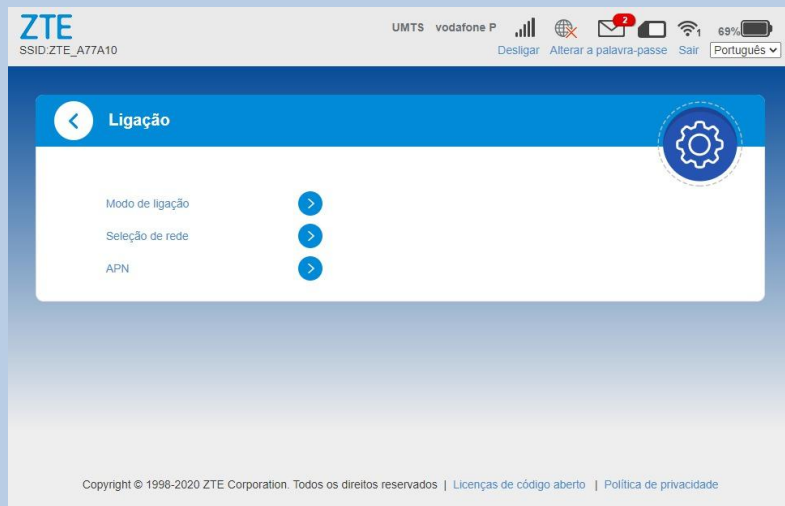 ZTE
SSID:ZTE_A77A10
UMTS vodafone P 2 1 69%
Desligar Alterar a palavra-passe Sair Português
Ligação
Modo de ligação
Seleção de rede
APN
Copyright © 1998-2020 ZTE Corporation. Todos os direitos reservados | Licenças de código aberto | Política de privacidade